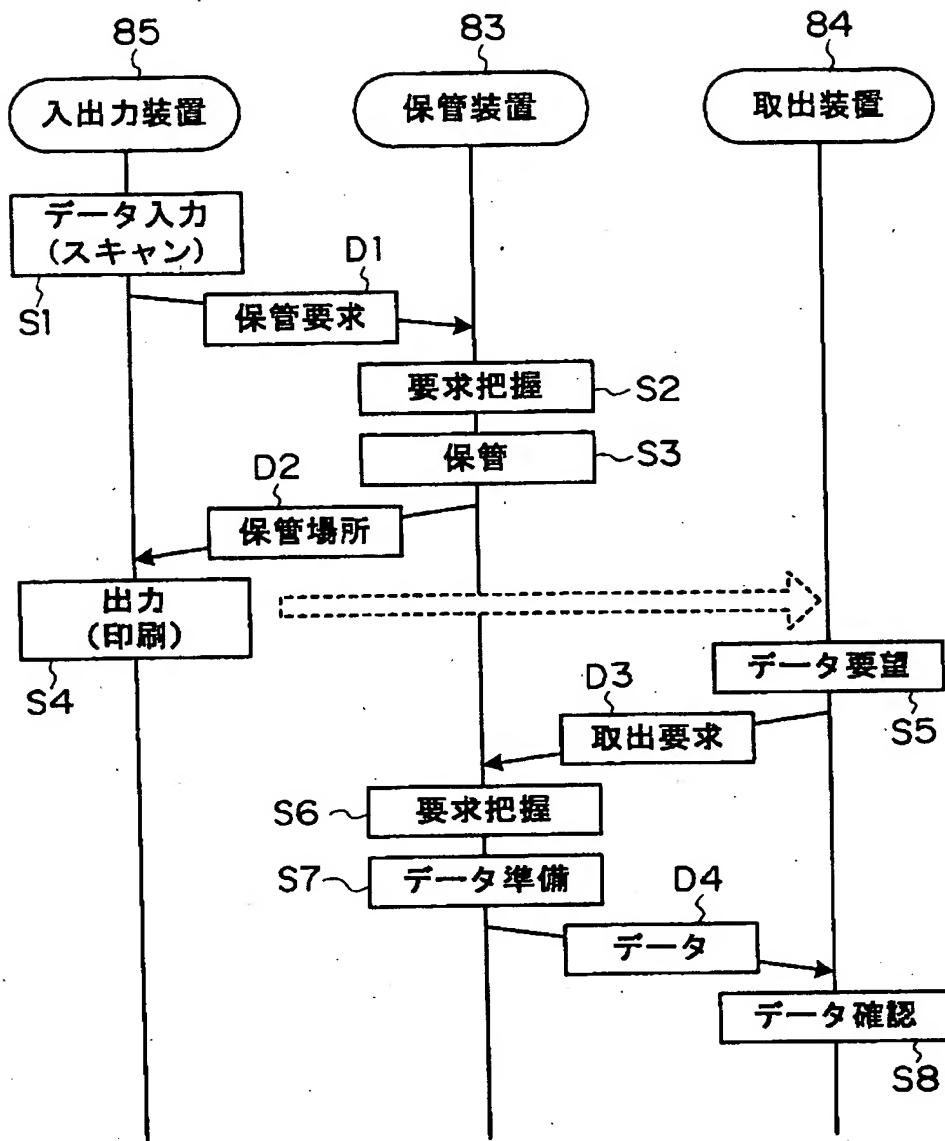 85
83
84
入出力装置
保管装置
取出装置
データ入力
(スキャン)
S1
D1
保管要求
要求把握
S2
保管
S3
D2
保管場所
出力
(印刷)
S4
データ要望
S5
D3
取出要求
S6
要求把握
S7
データ準備
D4
データ
データ確認
S8